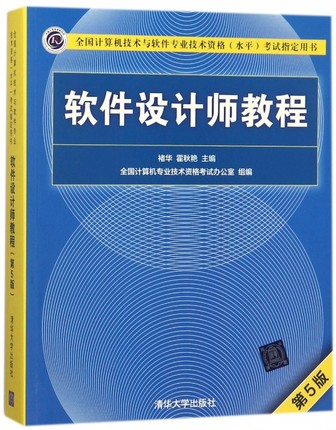 全国计算机技术与软件专业技术资格（水平）考试指定用书
软件设计师教程
褚华 霍秋艳 主编
全国计算机专业技术资格考试办公室 组编
第5版
清华大学出版社
软件设计师教程（第5版）
清华大学出版社